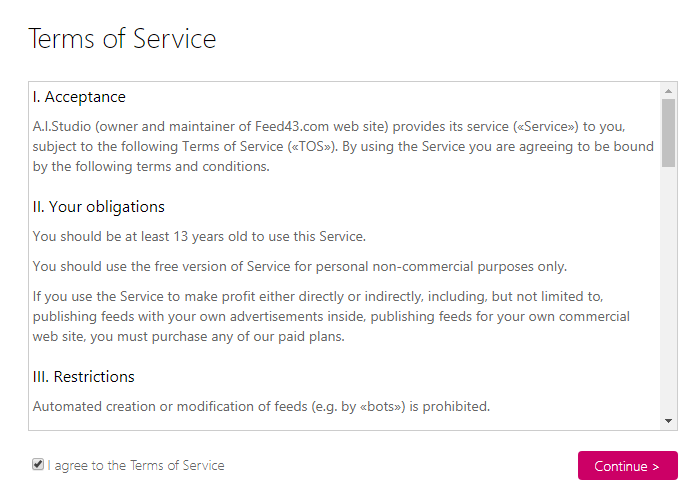 Terms of Service
I. Acceptance
A.I.Studio (owner and maintainer of Feed43.com web site) provides its service («Service») to you,
subject to the following Terms of Service («TOS»). By using the Service you are agreeing to be bound
by the following terms and conditions.
II. Your obligations
You should be at least 13 years old to use this Service.
You should use the free version of Service for personal non-commercial purposes only.
If you use the Service to make profit either directly or indirectly, including, but not limited to,
publishing feeds with your own advertisements inside, publishing feeds for your own commercial
web site, you must purchase any of our paid plans.
III. Restrictions
Automated creation or modification of feeds (e.g. by «bots») is prohibited.
I agree to the Terms of Service
Continue >